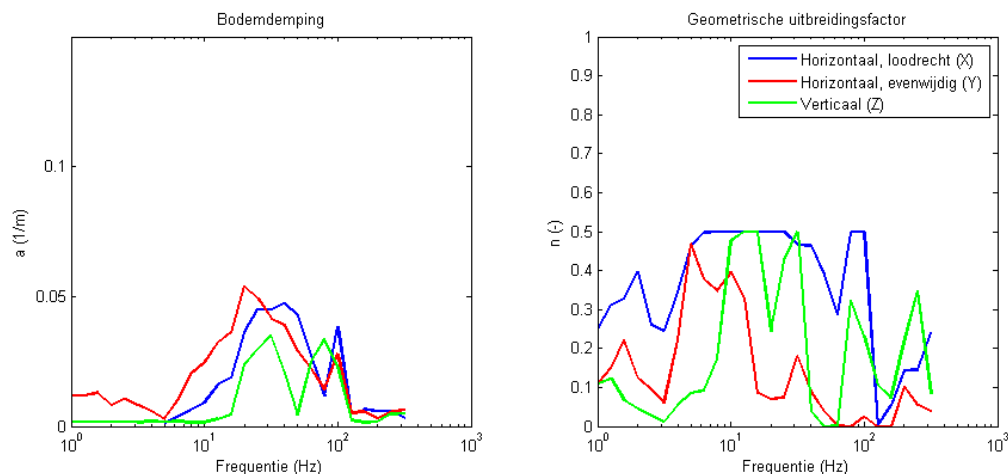 Bodemdemping
a (1/m)
0.1
0.05
0
10^0
10^1
10^2
10^3
Frequentie (Hz)
Geometrische uitbreidingsfactor
n (-)
1
0.9
0.8
0.7
0.6
0.5
0.4
0.3
0.2
0.1
0
10^0
10^1
10^2
10^3
Frequentie (Hz)
Horizontaal, loodrecht (X)
Horizontaal, evenwijdig (Y)
Verticaal (Z)